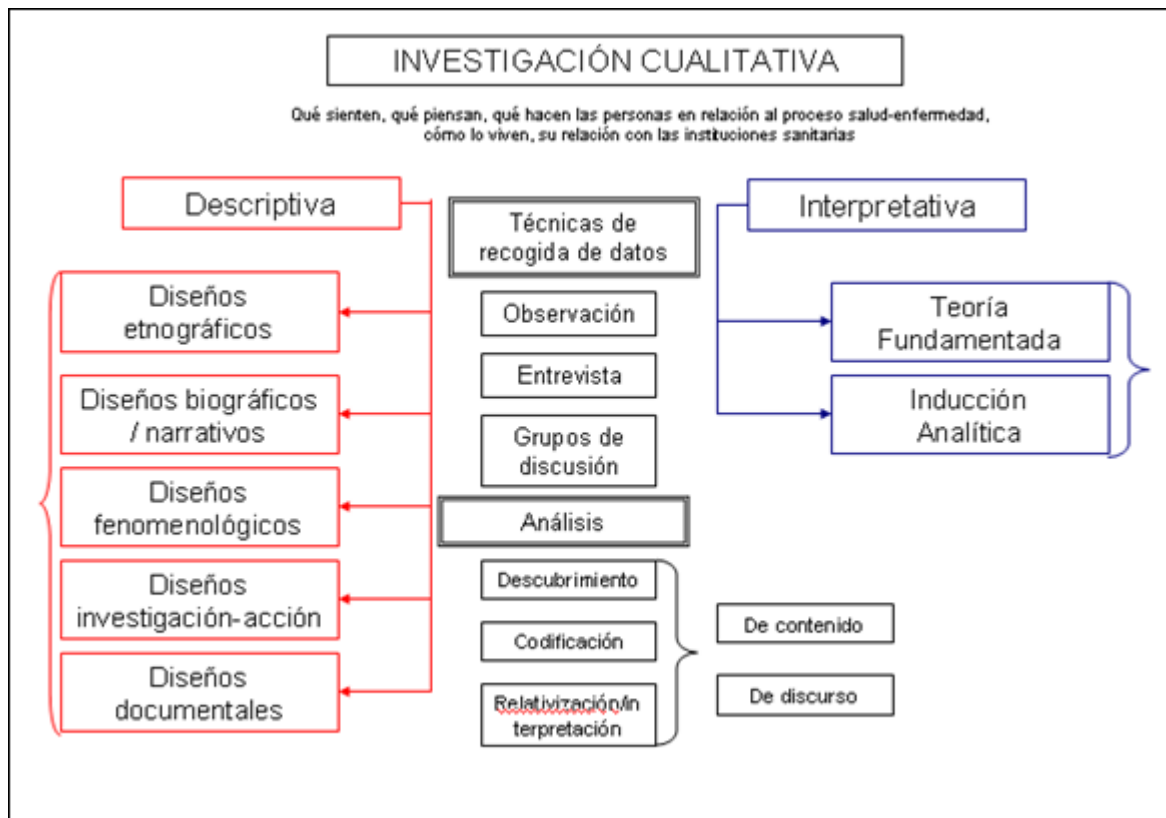 INVESTIGACIÓN CUALITATIVA
Qué sienten, qué piensan, qué hacen las personas en relación al proceso salud-enfermedad,
cómo lo viven, su relación con las instituciones sanitarias
Descriptiva
Diseños
etnográficos
Diseños biográficos
/ narrativos
Diseños
fenomenológicos
Diseños
investigación-acción
Diseños
documentales
Técnicas de
recogida de datos
Observación
Entrevista
Grupos de
discusión
Análisis
Descubrimiento
Codificación
Relativización/in
terpretación
De contenido
De discurso
Interpretativa
Teoría
Fundamentada
Inducción
Analítica